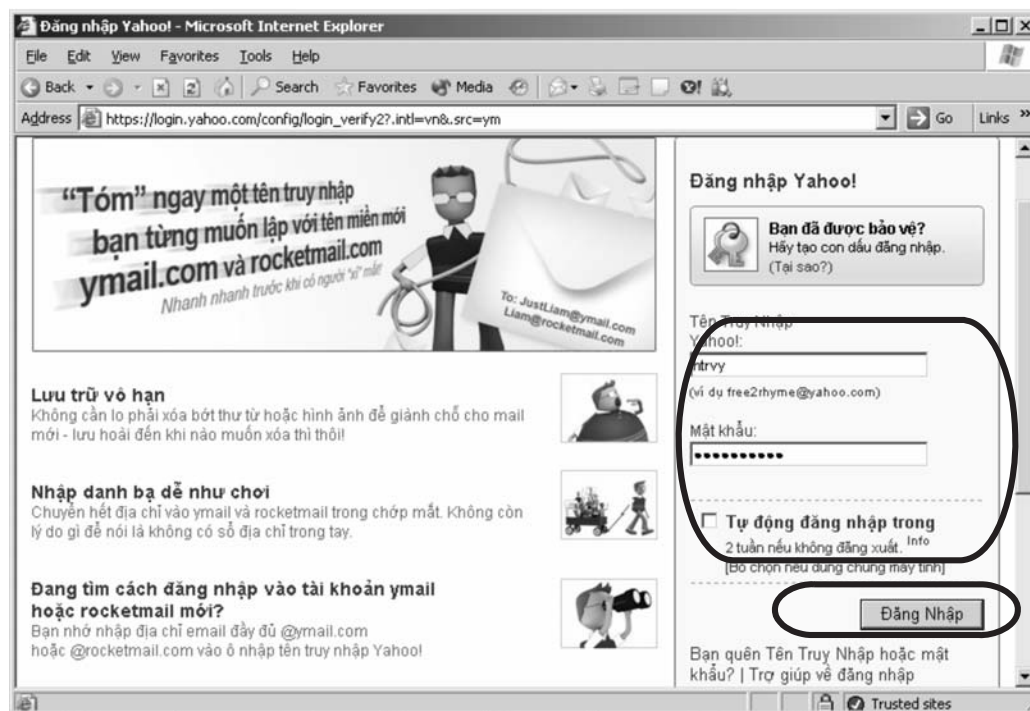 Đăng nhập Yahoo! - Microsoft Internet Explorer
File Edit View Favorites Tools Help
Back Search Favorites Media
Address https://login.yahoo.com/config/login_verify2?.intl=vn&.src=ym Go Links »
“Tóm” ngay một tên truy nhập
bạn từng muốn lập với tên miền mới
ymail.com và rocketmail.com
Nhanh nhanh trước khi có người "xí" mất!
To: JustLiam@ymail.com
Liam@rocketmail.com
Lưu trữ vô hạn
Không cần lo phải xóa bớt thư từ hoặc hình ảnh để giành chỗ cho mail
mới - lưu hoài đến khi nào muốn xóa thì thôi!
Nhập danh bạ dễ như chơi
Chuyển hết địa chỉ vào ymail và rocketmail trong chớp mắt. Không còn
lý do gì để nói là không có sổ địa chỉ trong tay.
Đang tìm cách đăng nhập vào tài khoản ymail
hoặc rocketmail mới?
Bạn nhớ nhập địa chỉ email đầy đủ @ymail.com
hoặc @rocketmail.com vào ô nhập tên truy nhập Yahoo!
Đăng nhập Yahoo!
Bạn đã được bảo vệ?
Hãy tạo con dấu đăng nhập.
(Tại sao?)
Tên Truy Nhập
Yahoo!:
ntrvy
(ví dụ free2rhyme@yahoo.com)
Mật khẩu:
••••••••••
Tự động đăng nhập trong
2 tuần nếu không đăng xuất. Info
[Bỏ chọn nếu dùng chung máy tính]
Đăng Nhập
Bạn quên Tên Truy Nhập hoặc mật
khẩu? | Trợ giúp về đăng nhập
Trusted sites